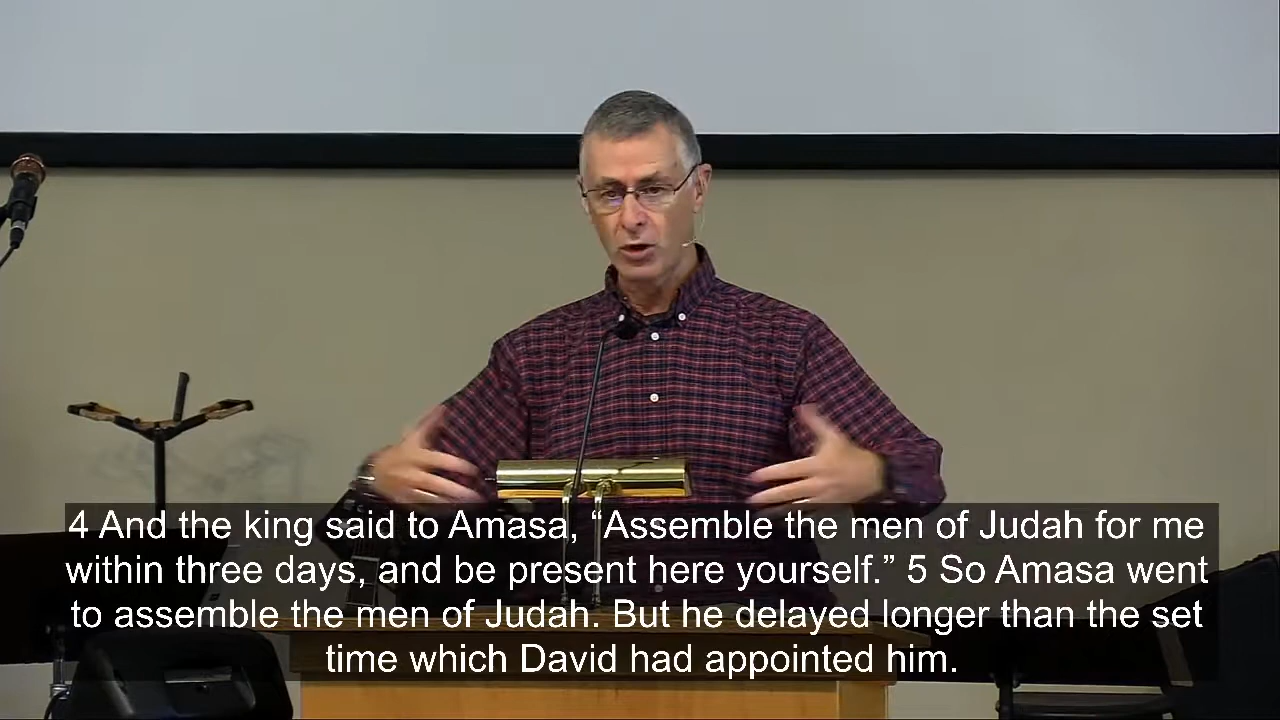 4 And the king said to Amasa, “Assemble the men of Judah for me
within three days, and be present here yourself.” 5 So Amasa went
to assemble the men of Judah. But he delayed longer than the set
time which David had appointed him.